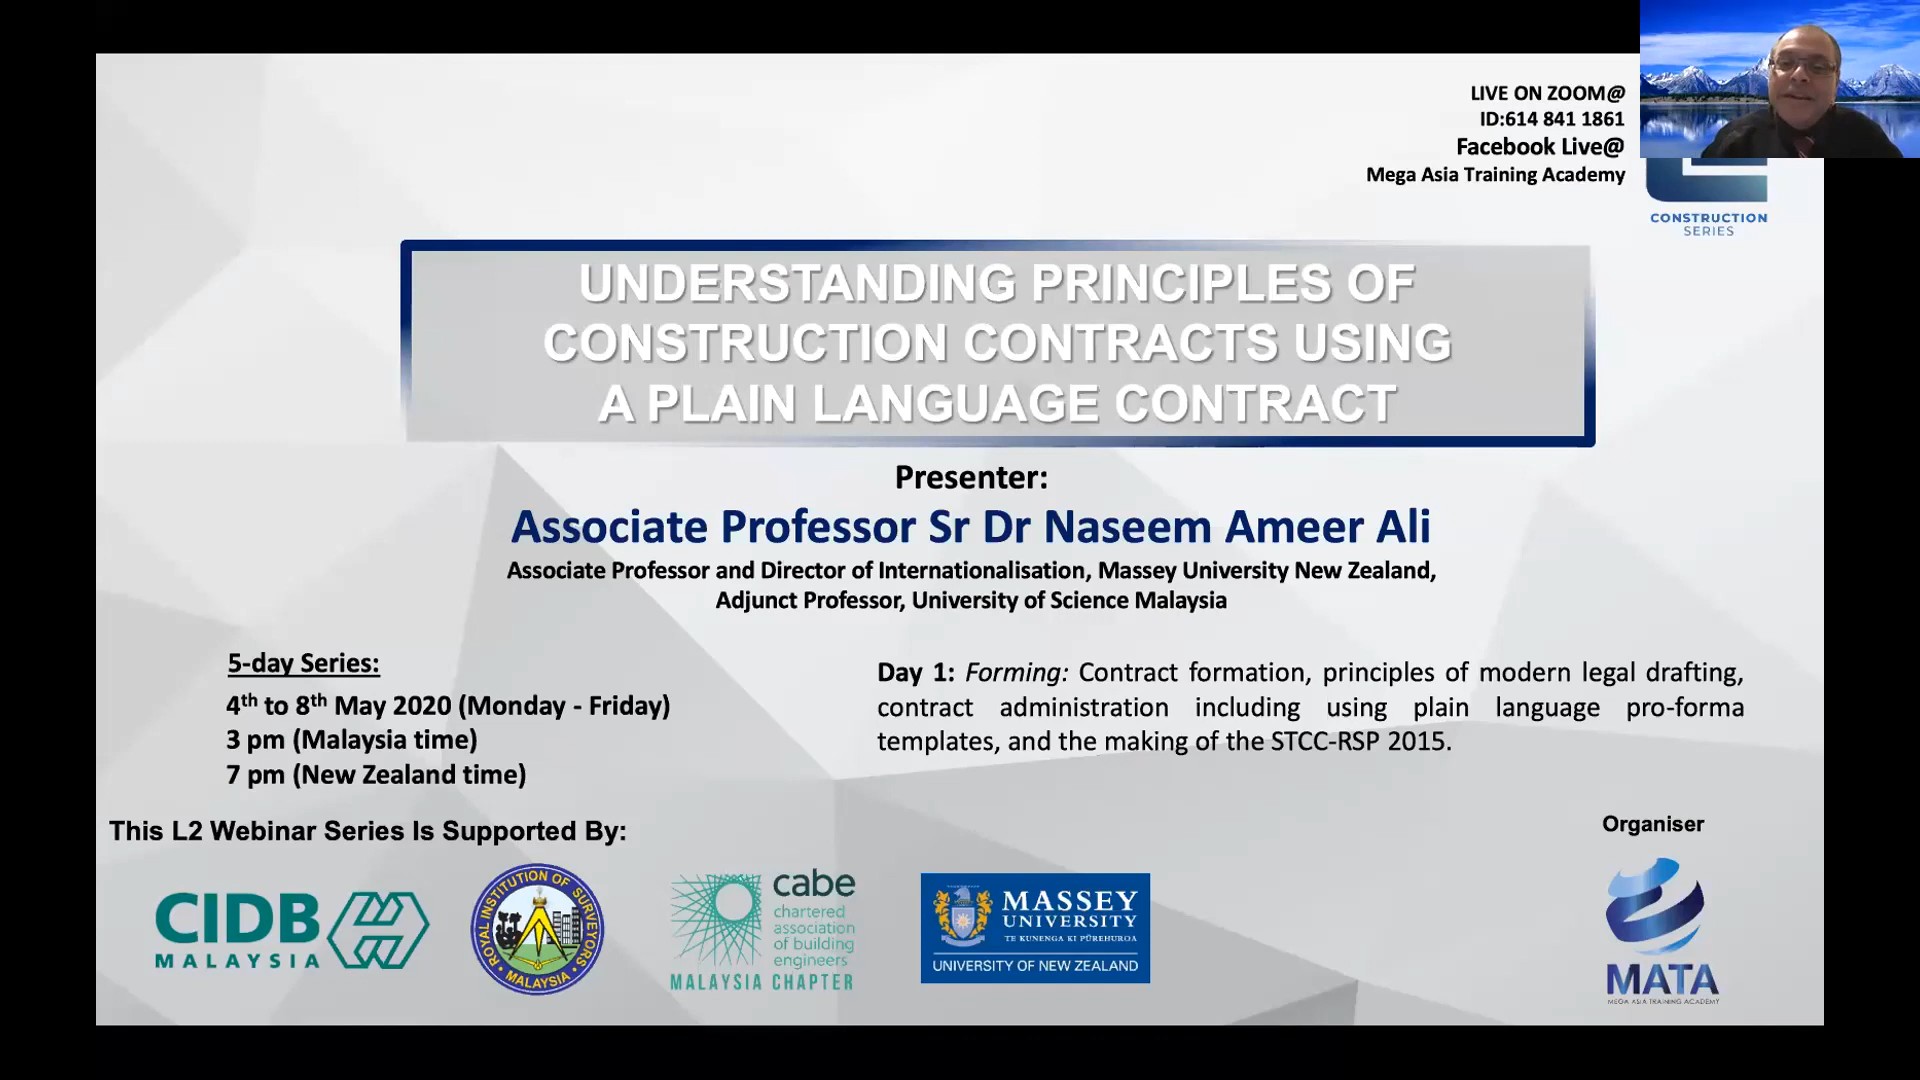 LIVE ON ZOOM@
ID:614 841 1861
Facebook Live@
Mega Asia Training Academy
CONSTRUCTION
SERIES
UNDERSTANDING PRINCIPLES OF
CONSTRUCTION CONTRACTS USING
A PLAIN LANGUAGE CONTRACT
Presenter:
Associate Professor Sr Dr Naseem Ameer Ali
Associate Professor and Director of Internationalisation, Massey University New Zealand,
Adjunct Professor, University of Science Malaysia
5-day Series:
4th to 8th May 2020 (Monday - Friday)
3 pm (Malaysia time)
7 pm (New Zealand time)
Day 1: Forming: Contract formation, principles of modern legal drafting,
contract administration including using plain language pro-forma
templates, and the making of the STCC-RSP 2015.
This L2 Webinar Series Is Supported By:
Organiser
CIDB
MALAYSIA
ROYAL INSTITUTION OF SURVEYORS
MALAYSIA
cabe
chartered
association
of building
engineers
MALAYSIA CHAPTER
MASSEY
UNIVERSITY
TE KUNENGA KI PŪREHUROA
UNIVERSITY OF NEW ZEALAND
MATA
MEGA ASIA TRAINING ACADEMY